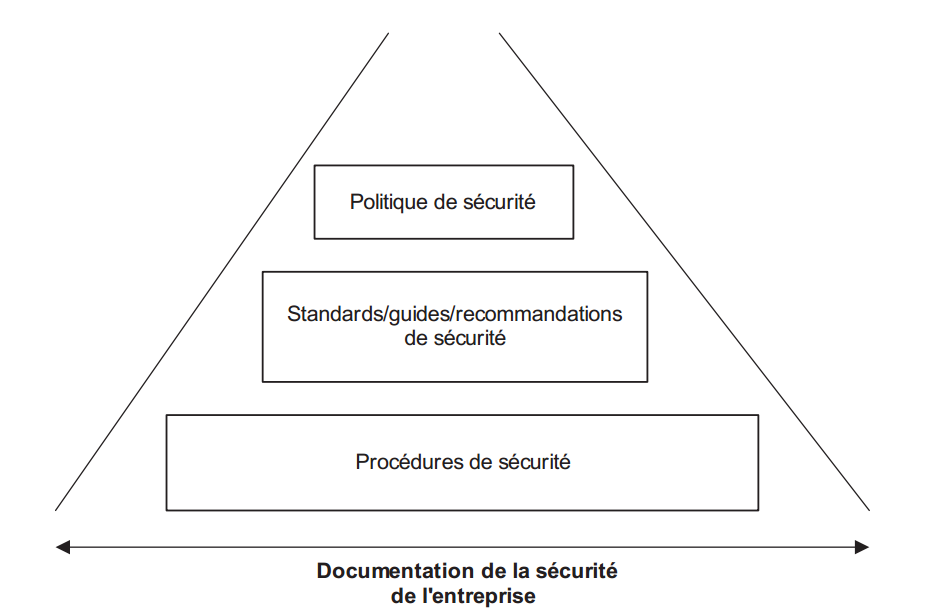 Politique de sécurité
Standards/guides/recommandations
de sécurité
Procédures de sécurité
Documentation de la sécurité
de l'entreprise